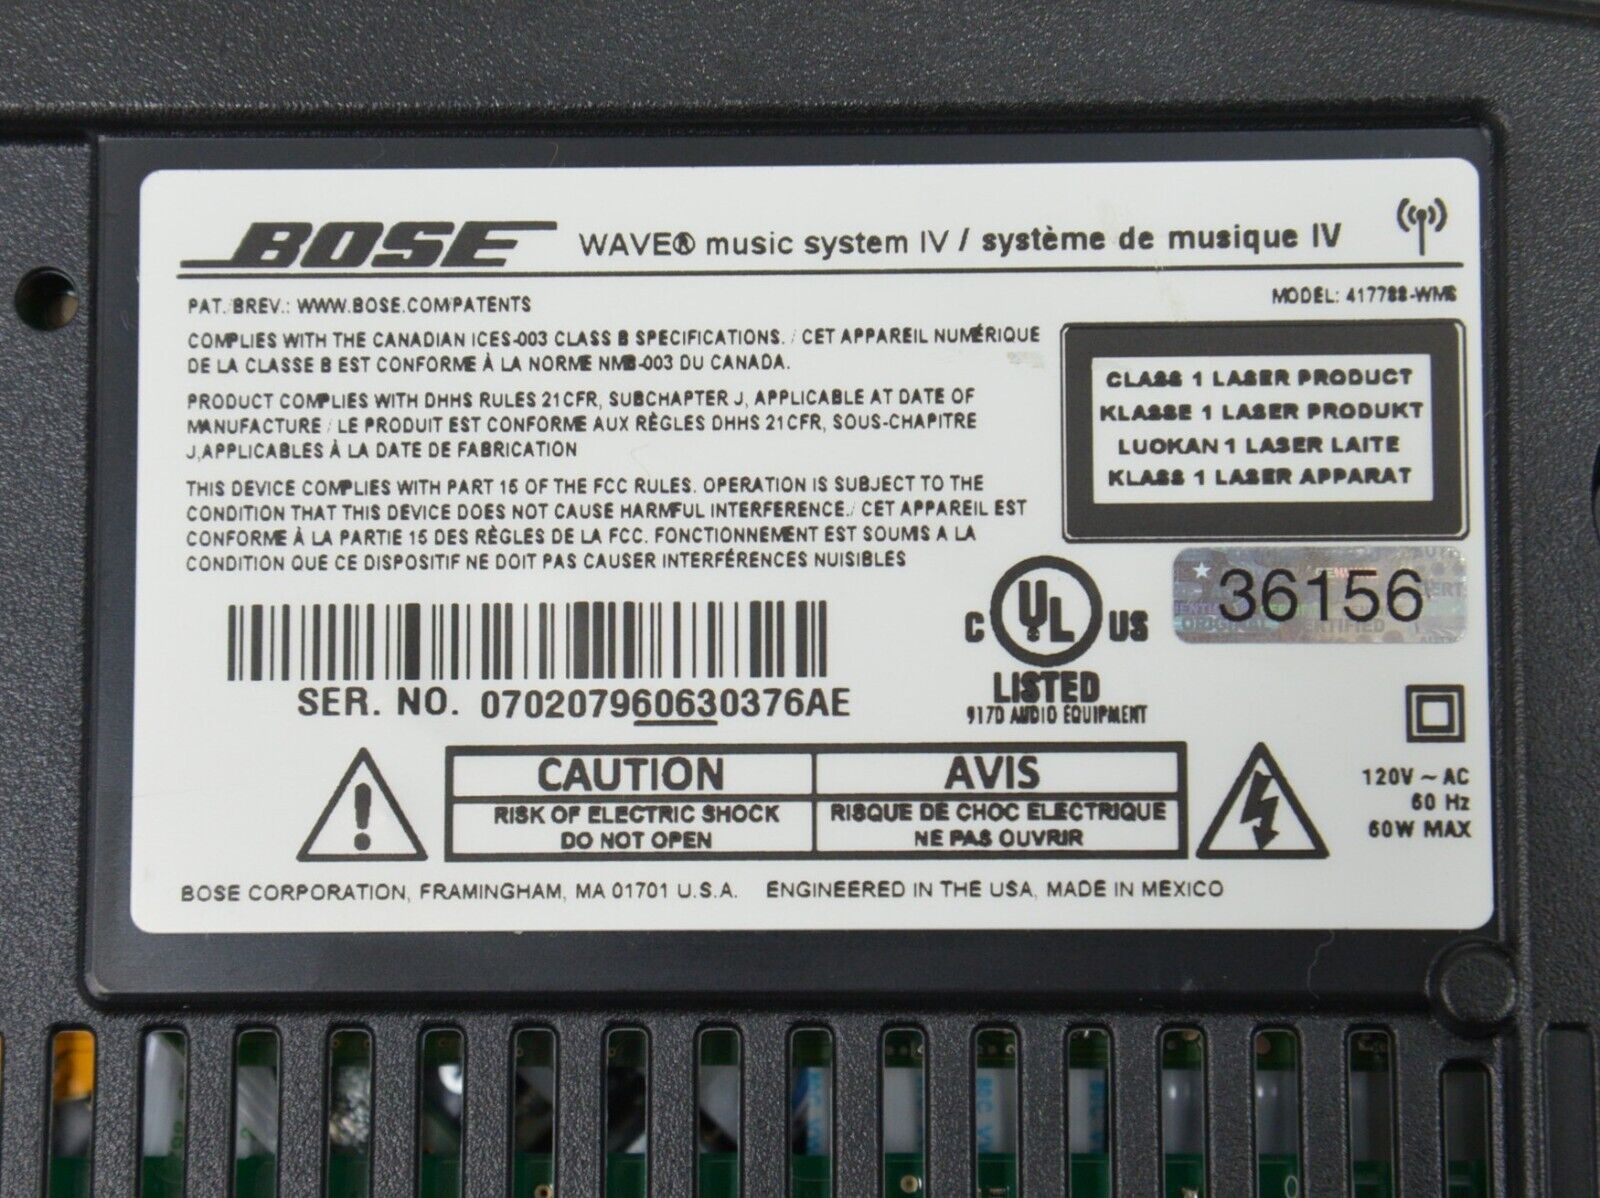 BOSE WAVE® music system IV / système de musique IV
PAT./BREV.: WWW.BOSE.COM/PATENTS
MODEL: 417788-WMS
COMPLIES WITH THE CANADIAN ICES-003 CLASS B SPECIFICATIONS. / CET APPAREIL NUMÉRIQUE
DE LA CLASSE B EST CONFORME À LA NORME NMB-003 DU CANADA.
PRODUCT COMPLIES WITH DHHS RULES 21CFR, SUBCHAPTER J, APPLICABLE AT DATE OF
MANUFACTURE / LE PRODUIT EST CONFORME AUX RÈGLES DHHS 21CFR, SOUS-CHAPITRE
J,APPLICABLES À LA DATE DE FABRICATION
THIS DEVICE COMPLIES WITH PART 15 OF THE FCC RULES. OPERATION IS SUBJECT TO THE
CONDITION THAT THIS DEVICE DOES NOT CAUSE HARMFUL INTERFERENCE./ CET APPAREIL EST
CONFORME À LA PARTIE 15 DES RÈGLES DE LA FCC. FONCTIONNEMENT EST SOUMS A LA
CONDITION QUE CE DISPOSITIF NE DOIT PAS CAUSER INTERFÉRENCES NUISIBLES
CLASS 1 LASER PRODUCT
KLASSE 1 LASER PRODUKT
LUOKAN 1 LASER LAITE
KLASS 1 LASER APPARAT
36156
ORIGINAL CERTIFIED
C UL US
LISTED
917D AUDIO EQUIPMENT
SER. NO. 070207960630376AE
CAUTION
RISK OF ELECTRIC SHOCK
DO NOT OPEN
AVIS
RISQUE DE CHOC ELECTRIQUE
NE PAS OUVRIR
120V ~ AC
60 Hz
60W MAX
BOSE CORPORATION, FRAMINGHAM, MA 01701 U.S.A. ENGINEERED IN THE USA, MADE IN MEXICO